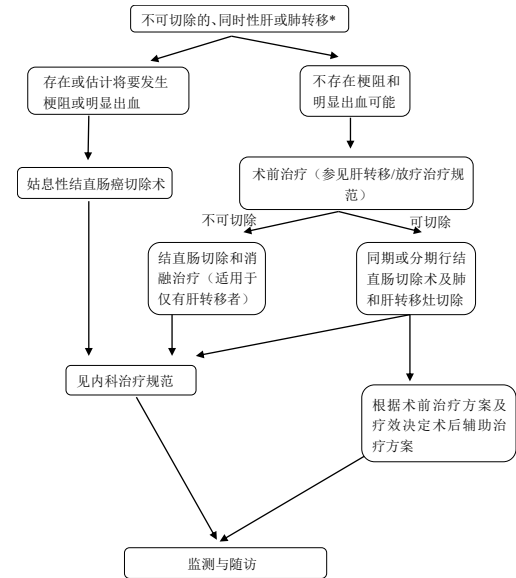 不可切除的、同时性肝或肺转移*
存在或估计将要发生
梗阻或明显出血
不存在梗阻和
明显出血可能
姑息性结直肠癌切除术
术前治疗（参见肝转移/放疗治疗规
范）
不可切除
可切除
结直肠切除和消
融治疗（适用于
仅有肝转移者）
同期或分期行结
直肠切除术及肺
和肝转移灶切除
见内科治疗规范
根据术前治疗方案及
疗效决定术后辅助治
疗方案
监测与随访